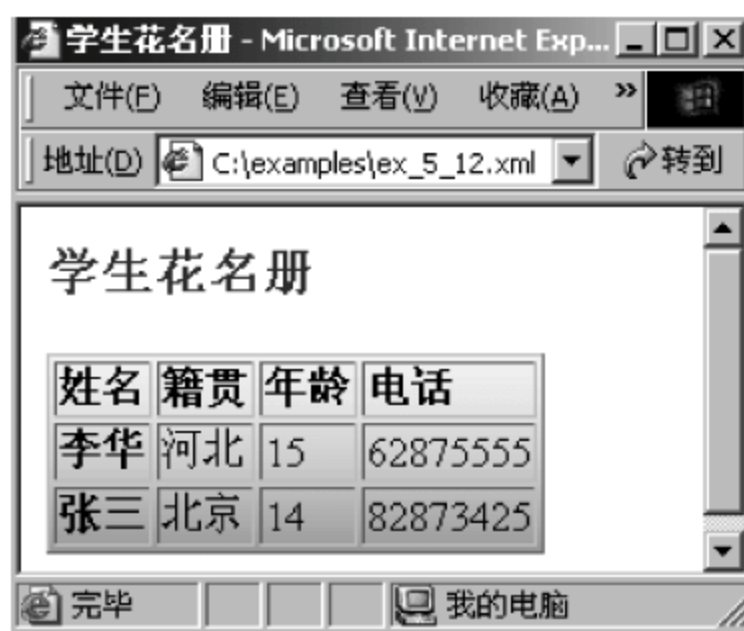 学生花名册 - Microsoft Internet Exp...
文件(F) 编辑(E) 查看(V) 收藏(A) »
地址(D) C:\examples\ex_5_12.xml 转到
学生花名册
姓名 籍贯 年龄 电话
李华 河北 15 62875555
张三 北京 14 82873425
完毕 我的电脑